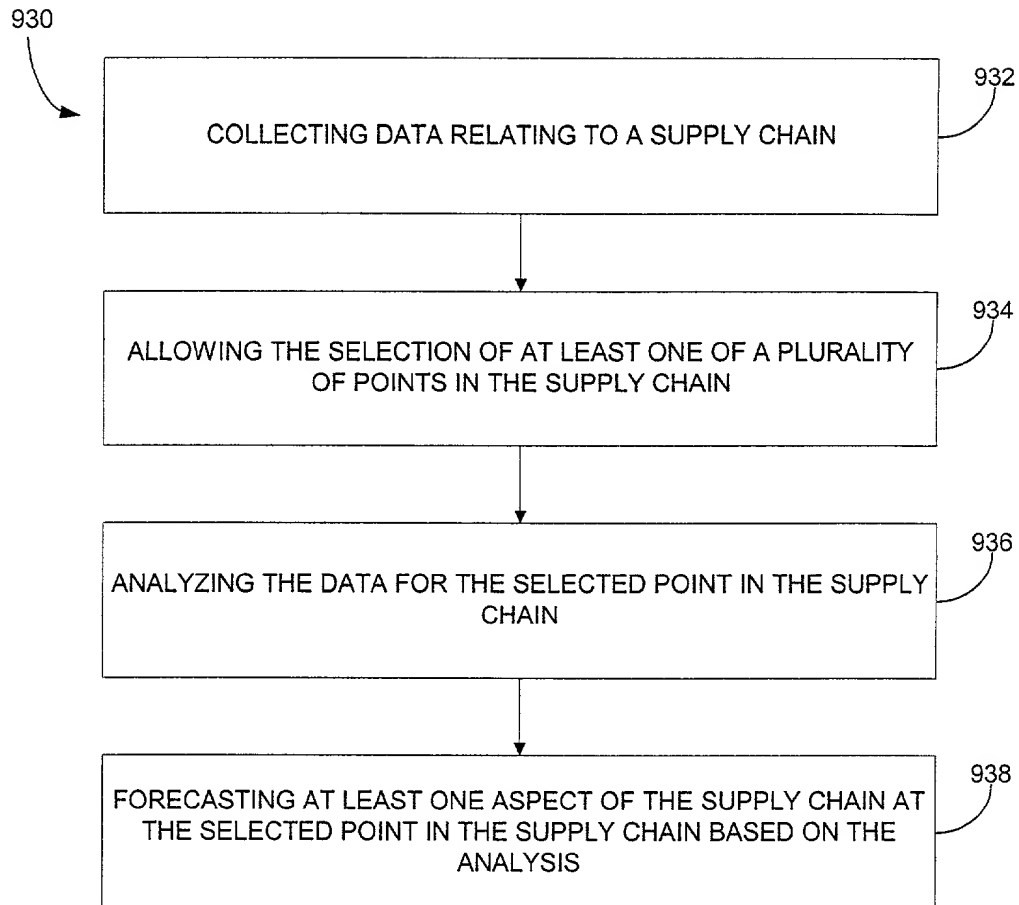 930
932
COLLECTING DATA RELATING TO A SUPPLY CHAIN
934
ALLOWING THE SELECTION OF AT LEAST ONE OF A PLURALITY
OF POINTS IN THE SUPPLY CHAIN
936
ANALYZING THE DATA FOR THE SELECTED POINT IN THE SUPPLY
CHAIN
938
FORECASTING AT LEAST ONE ASPECT OF THE SUPPLY CHAIN AT
THE SELECTED POINT IN THE SUPPLY CHAIN BASED ON THE
ANALYSIS